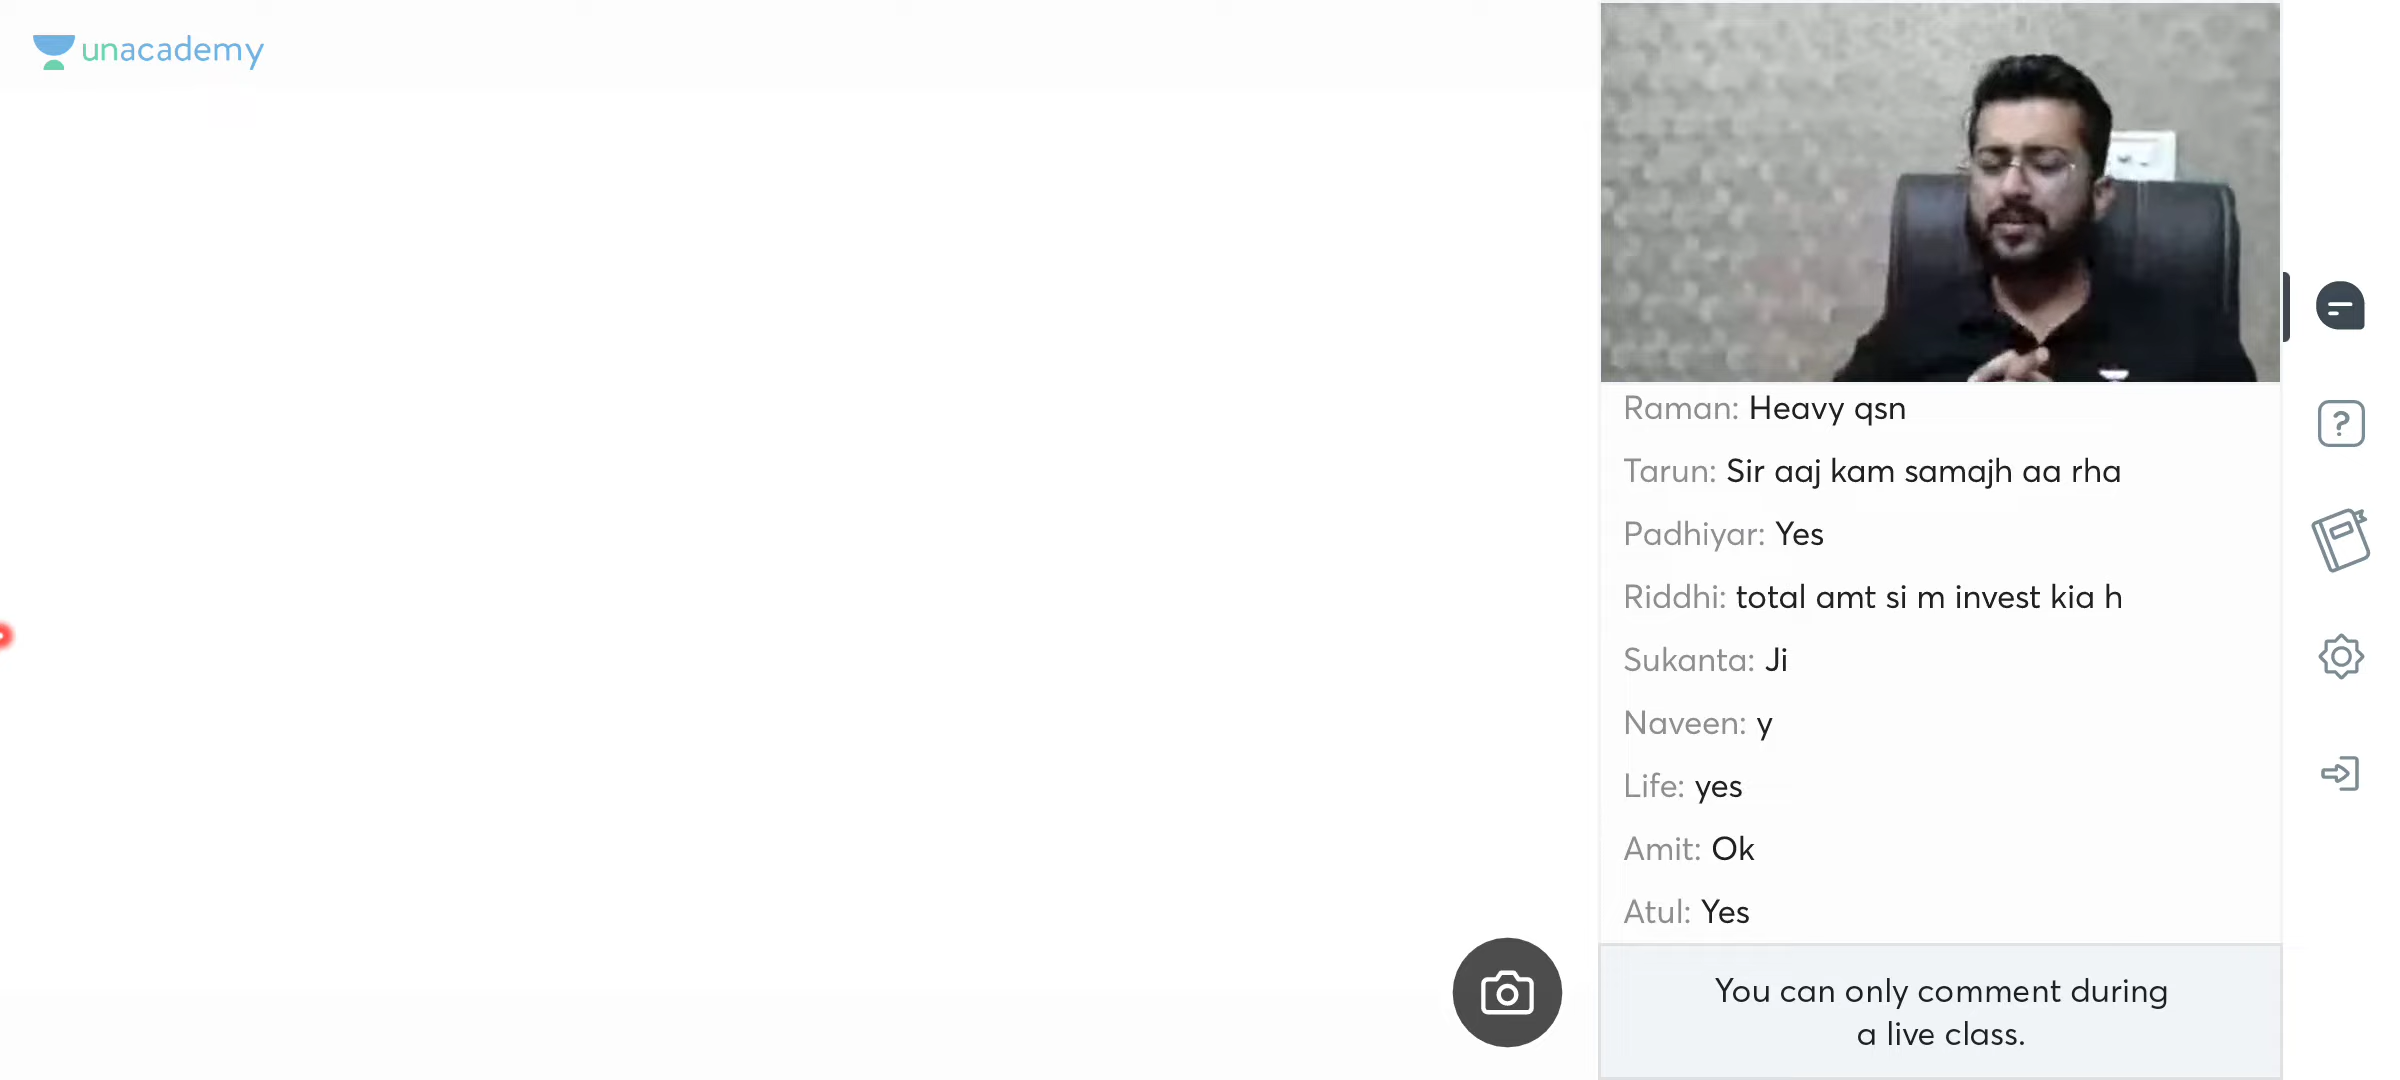 unacademy
Raman: Heavy qsn
Tarun: Sir aaj kam samajh aa rha
Padhiyar: Yes
Riddhi: total amt si m invest kia h
Sukanta: Ji
Naveen: y
Life: yes
Amit: Ok
Atul: Yes
You can only comment during
a live class.